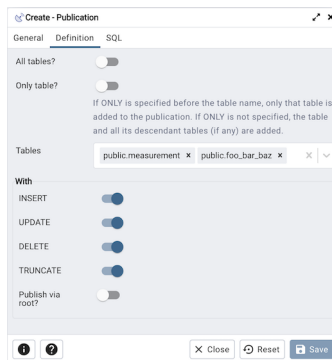 Create - Publication
General Definition SQL
All tables?
Only table?
If ONLY is specified before the table name, only that table is
added to the publication. If ONLY is not specified, the table
and all its descendant tables (if any) are added.
Tables
public.measurement × public.foo_bar_baz ×
With
INSERT
UPDATE
DELETE
TRUNCATE
Publish via
root?
Close Reset Save